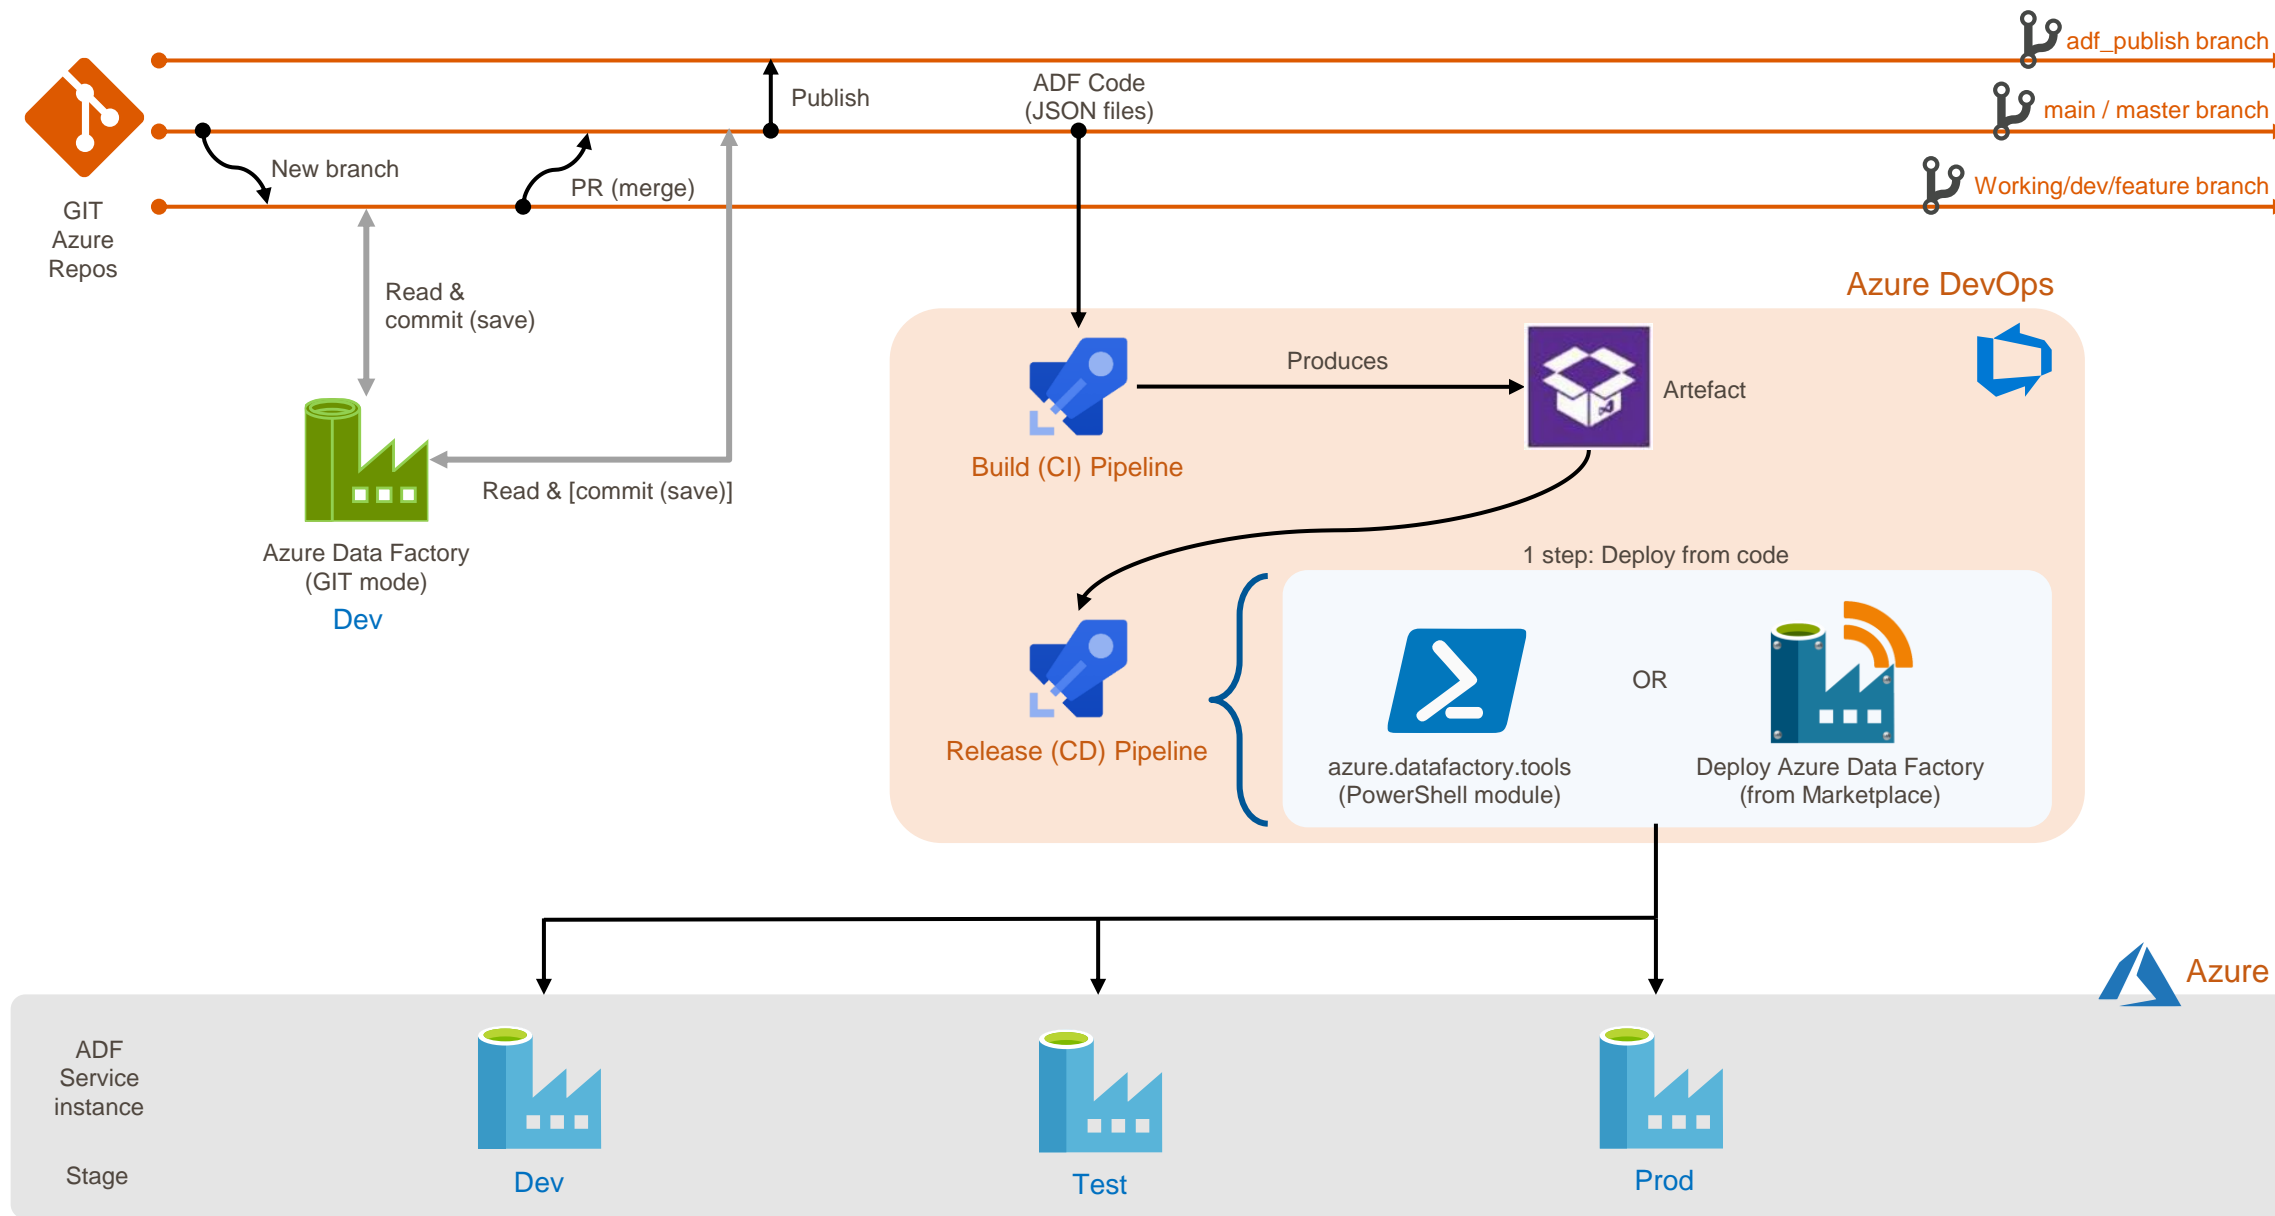 adf_publish branch
Publish
ADF Code
(JSON files)
main / master branch
New branch
PR (merge)
Working/dev/feature branch
GIT
Azure
Repos
Read &
commit (save)
Azure DevOps
Produces
Artefact
Build (CI) Pipeline
Read & [commit (save)]
Azure Data Factory
(GIT mode)
Dev
1 step: Deploy from code
OR
Release (CD) Pipeline
azure.datafactory.tools
(PowerShell module)
Deploy Azure Data Factory
(from Marketplace)
Azure
ADF
Service
instance
Stage
Dev
Test
Prod